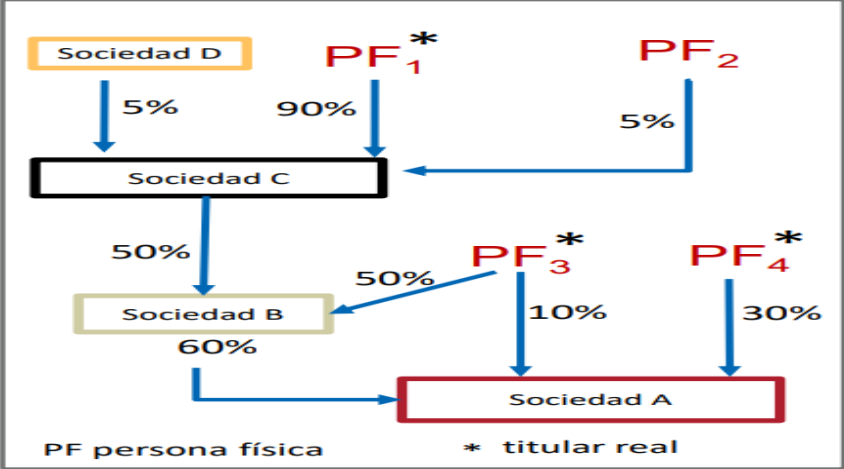 Sociedad D
PF1*
PF2
5%
90%
5%
Sociedad C
50%
PF3*
PF4*
50%
Sociedad B
10%
30%
60%
Sociedad A
PF persona física
* titular real